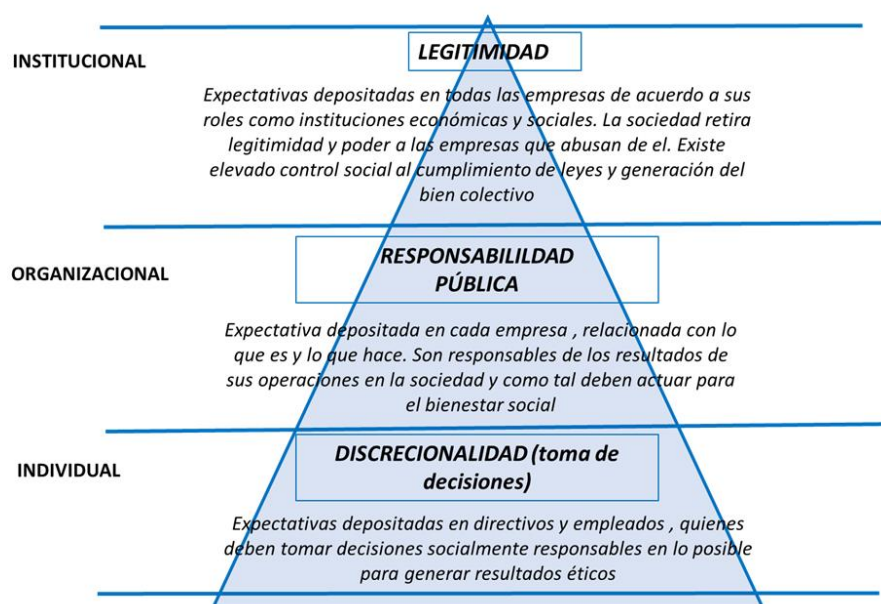 INSTITUCIONAL
LEGITIMIDAD
Expectativas depositadas en todas las empresas de acuerdo a sus
roles como instituciones económicas y sociales. La sociedad retira
legitimidad y poder a las empresas que abusan de el. Existe
elevado control social al cumplimiento de leyes y generación del
bien colectivo
ORGANIZACIONAL
RESPONSABILILDAD
PÚBLICA
Expectativa depositada en cada empresa , relacionada con lo
que es y lo que hace. Son responsables de los resultados de
sus operaciones en la sociedad y como tal deben actuar para
el bienestar social
INDIVIDUAL
DISCRECIONALIDAD (toma de
decisiones)
Expectativas depositadas en directivos y empleados , quienes
deben tomar decisiones socialmente responsables en lo posible
para generar resultados éticos